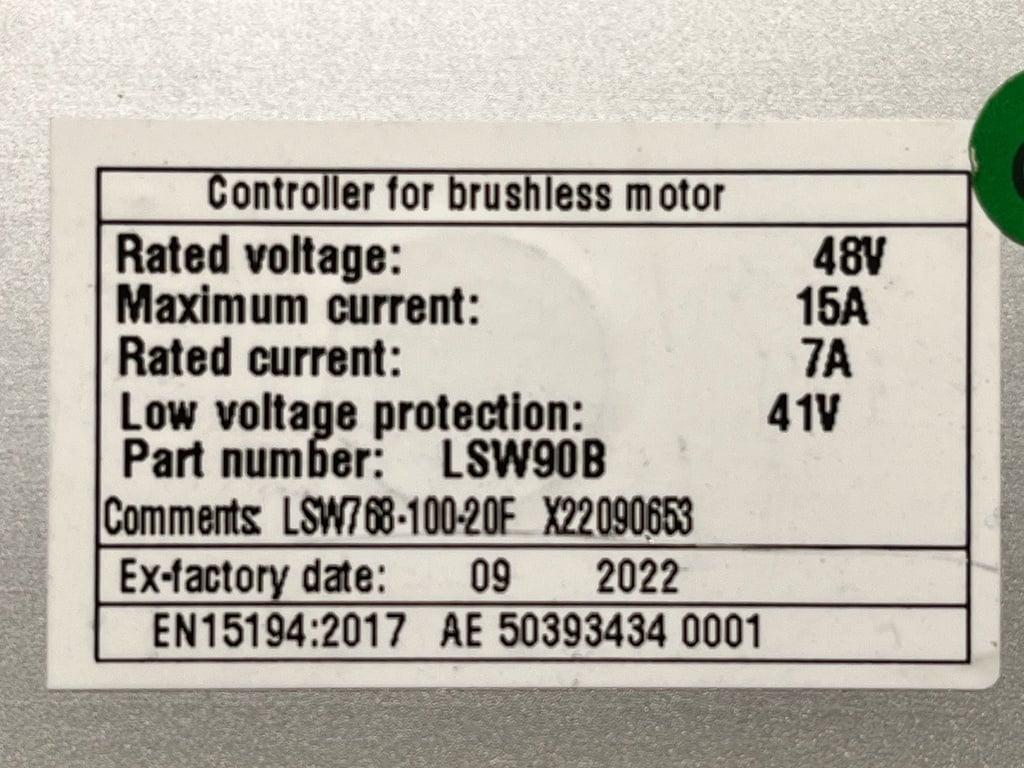 Controller for brushless motor
Rated voltage: 48V
Maximum current: 15A
Rated current: 7A
Low voltage protection: 41V
Part number: LSW90B
Comments: LSW768-100-20F X22090653
Ex-factory date: 09 2022
EN15194:2017 AE 50393434 0001